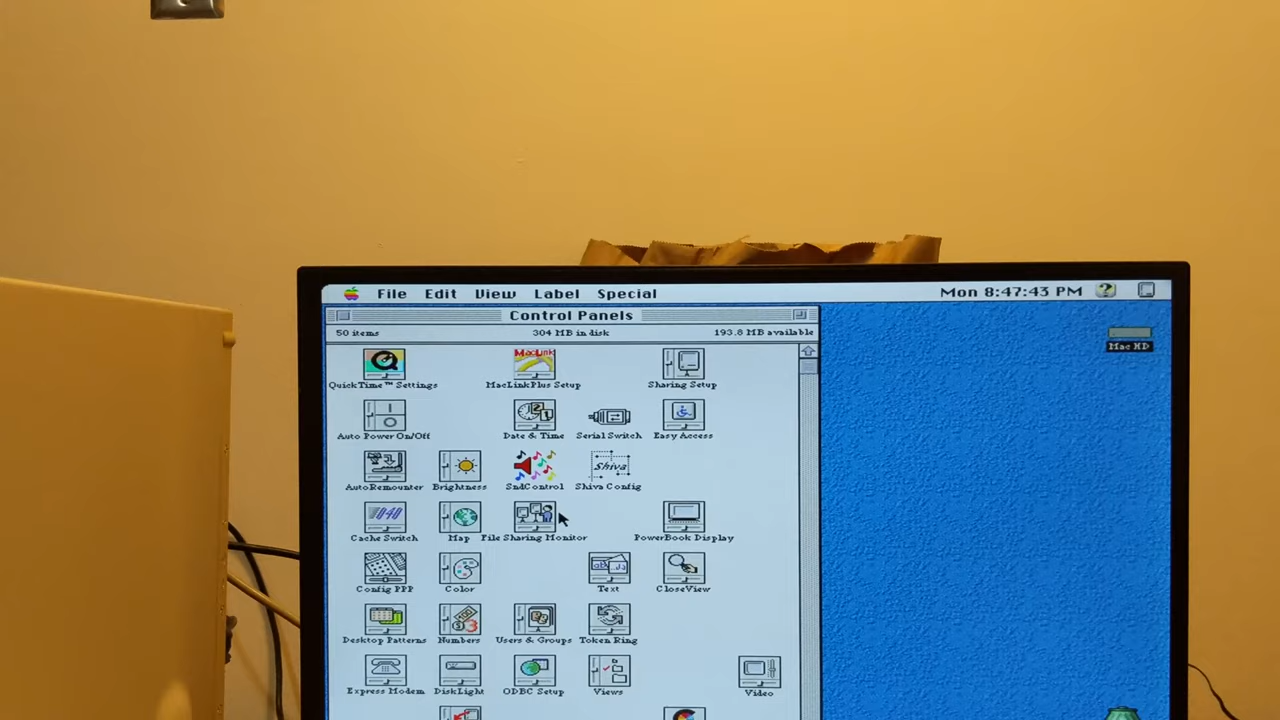 File Edit View Label Special Mon 8:47:43 PM ?
Control Panels
50 items 304 MB in disk 193.8 MB available
MacLink
QuickTime™ Settings MacLinkPlus Setup Sharing Setup
Auto Power On/Off Date & Time Serial Switch Easy Access
Shiva
AutoRemounter Brightness SndControl Shiva Config
040
Cache Switch Map File Sharing Monitor PowerBook Display
Config PPP Color Text CloseView
Desktop Patterns Numbers Users & Groups Token Ring
Express Modem DiskLight ODBC Setup Views Video
Mac HD